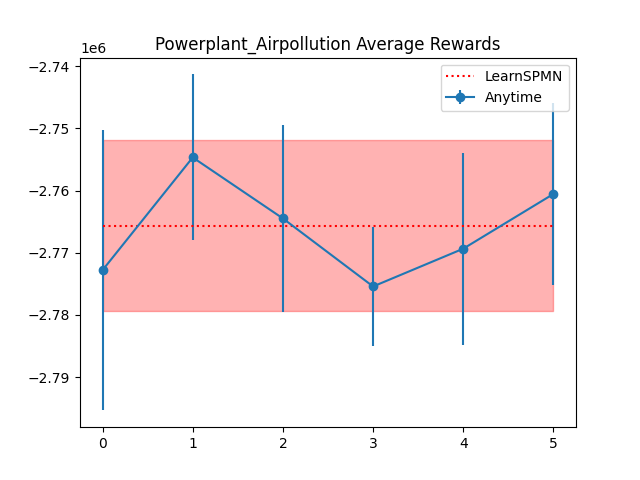 Powerplant_Airpollution Average Rewards
1e6
LearnSPMN
Anytime
−2.74
−2.75
−2.76
−2.77
−2.78
−2.79
0 1 2 3 4 5